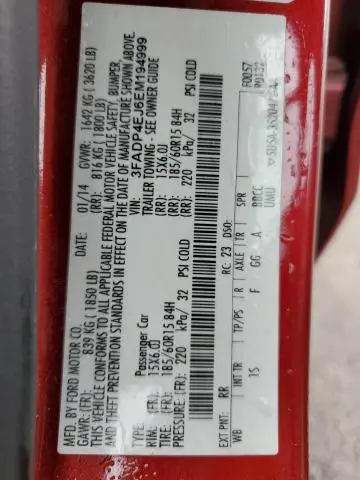 MFD. BY FORD MOTOR CO.
01/14 GVWR: 1642 KG ( 3620 LB)
GAWR:(FR): 839 KG (1850 LB) (RR): 816 KG (1800 LB)
THIS VEHICLE CONFORMS TO ALL APPLICABLE FEDERAL MOTOR VEHICLE SAFETY, BUMPER
AND THEFT PREVENTION STANDARDS IN EFFECT ON THE DATE OF MANUFACTURE SHOWN ABOVE.
VIN: 3FADP4EJ6EM194999
TYPE: Passenger Car TRAILER TOWING - SEE OWNER GUIDE
RIM: (FR): 15X6.0J (RR): 15X6.0J
TIRE: (FR): 185/60R15 84H (RR): 185/60R15 84H
PRESSURE: (FR): 220 kPa/ 32 PSI COLD (RR): 220 kPa/ 32 PSI COLD
EXT PNT: RR RC: 23 DSO: F0057
WB INT TR TP/PS R AXLE TR SPR
15 F GG A BBCC
UMU